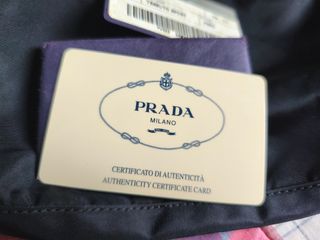 PRADA
MILANO
CERTIFICATO DI AUTENTICITÀ
AUTHENTICITY CERTIFICATE CARD